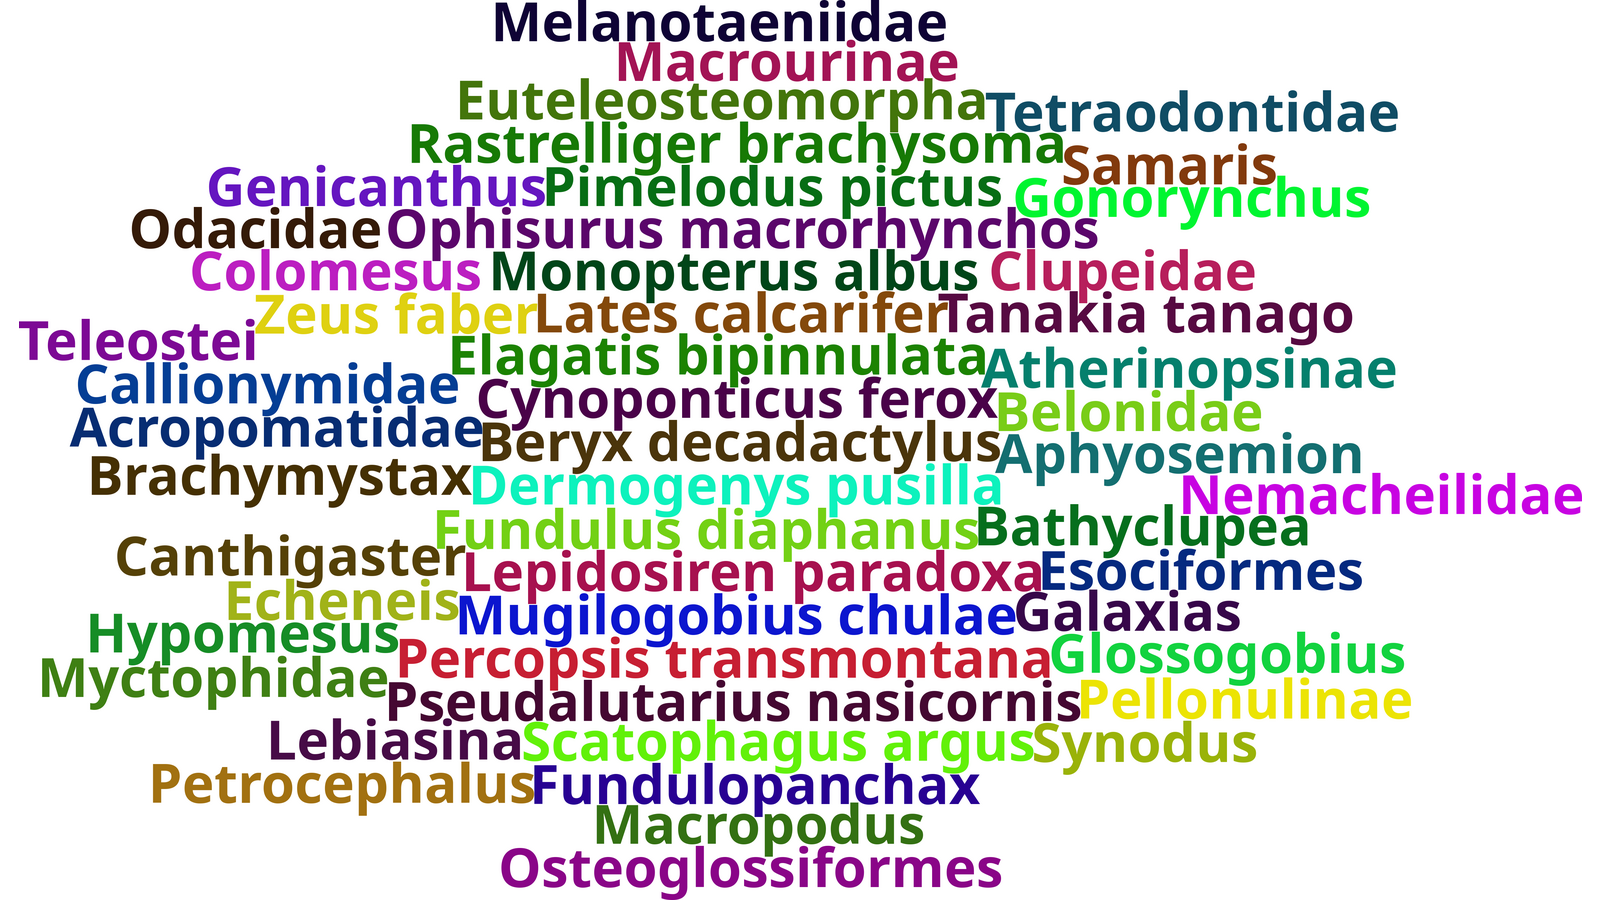 Melanotaeniidae
Macrourinae
Euteleosteomorpha
Tetraodontidae
Rastrelliger brachysoma
Samaris
Genicanthus
Pimelodus pictus
Gonorynchus
Odacidae
Ophisurus macrorhynchos
Colomesus
Monopterus albus
Clupeidae
Zeus faber
Lates calcarifer
Tanakia tanago
Teleostei
Elagatis bipinnulata
Atherinopsinae
Callionymidae
Cynoponticus ferox
Belonidae
Acropomatidae
Beryx decadactylus
Aphyosemion
Brachymystax
Dermogenys pusilla
Nemacheilidae
Fundulus diaphanus
Bathyclupea
Canthigaster
Lepidosiren paradoxa
Esociformes
Echeneis
Mugilogobius chulae
Galaxias
Hypomesus
Percopsis transmontana
Glossogobius
Myctophidae
Pseudalutarius nasicornis
Pellonulinae
Lebiasina
Scatophagus argus
Synodus
Petrocephalus
Fundulopanchax
Macropodus
Osteoglossiformes